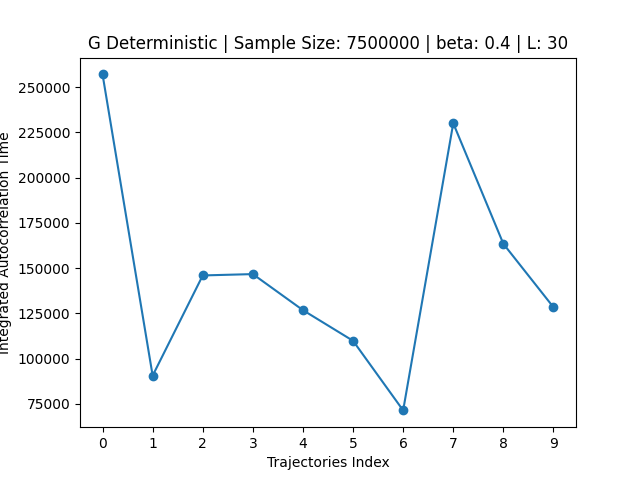 G Deterministic | Sample Size: 7500000 | beta: 0.4 | L: 30
Integrated Autocorrelation Time
250000
225000
200000
175000
150000
125000
100000
75000
0 1 2 3 4 5 6 7 8 9
Trajectories Index